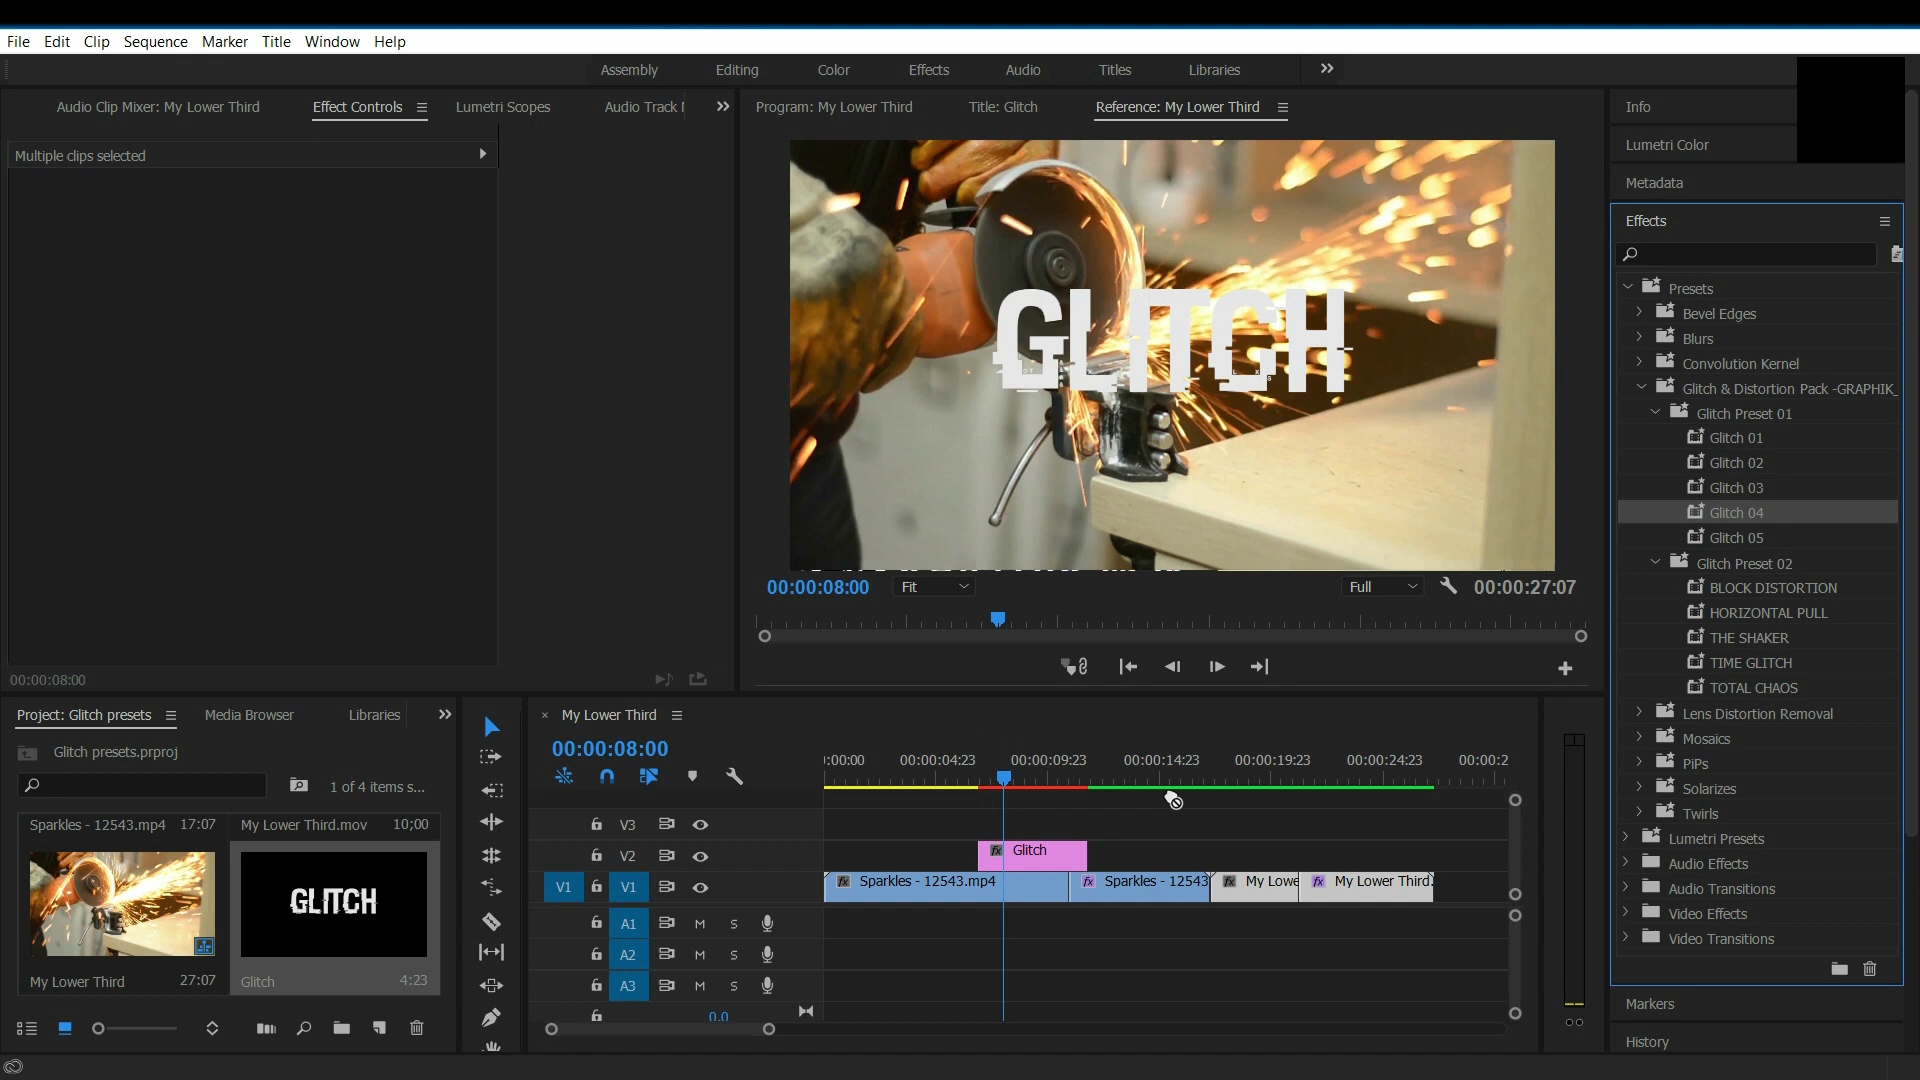 File Edit Clip Sequence Marker Title Window Help
Assembly Editing Color Effects Audio Titles Libraries
Audio Clip Mixer: My Lower Third Effect Controls Lumetri Scopes Audio Track
Multiple clips selected
00:00:08:00
Program: My Lower Third Title: Glitch Reference: My Lower Third
GLITCH
00:00:08:00 Fit Full 00:00:27:07
Info
Lumetri Color
Metadata
Effects
Presets
Bevel Edges
Blurs
Convolution Kernel
Glitch & Distortion Pack -GRAPHIK_
Glitch Preset 01
Glitch 01
Glitch 02
Glitch 03
Glitch 04
Glitch 05
Glitch Preset 02
BLOCK DISTORTION
HORIZONTAL PULL
THE SHAKER
TIME GLITCH
TOTAL CHAOS
Lens Distortion Removal
Mosaics
PiPs
Solarizes
Twirls
Lumetri Presets
Audio Effects
Audio Transitions
Video Effects
Video Transitions
Markers
History
Project: Glitch presets Media Browser Libraries
Glitch presets.prproj
1 of 4 items s...
Sparkles - 12543.mp4 17:07 My Lower Third.mov 10;00
GLITCH
My Lower Third 27:07 Glitch 4:23
× My Lower Third
00:00:08:00
:00:00 00:00:04:23 00:00:09:23 00:00:14:23 00:00:19:23 00:00:24:23 00:00:2
V3
V2 fx Glitch
V1 V1 fx Sparkles - 12543.mp4 fx Sparkles - 12543 fx My Lowe fx My Lower Third.
A1 M S
A2 M S
A3 M S
0.0